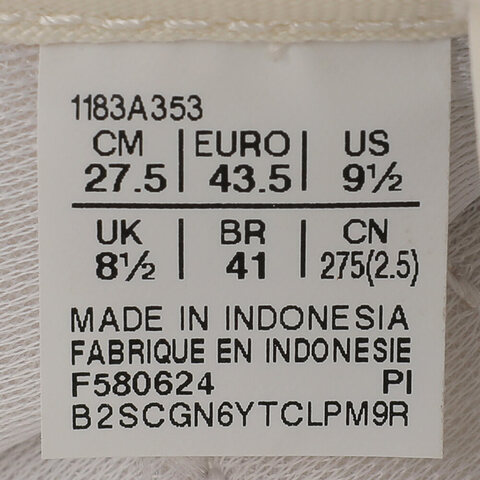 1183A353
CM | EURO | US
27.5 | 43.5 | 9½
UK | BR | CN
8½ | 41 | 275(2.5)
MADE IN INDONESIA
FABRIQUE EN INDONESIE
F580624 PI
B2SCGN6YTCLPM9R